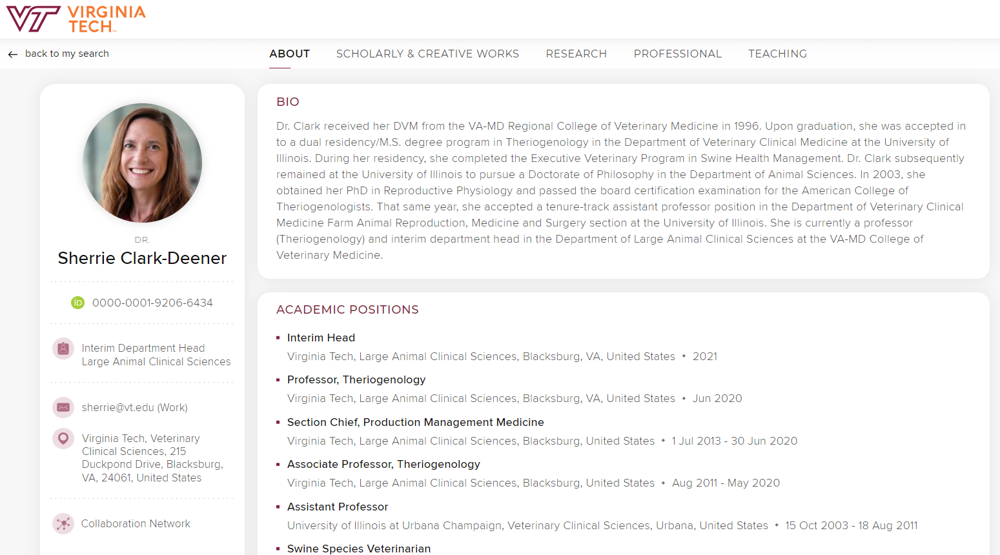 VT VIRGINIA
TECH™
back to my search
ABOUT
SCHOLARLY & CREATIVE WORKS
RESEARCH
PROFESSIONAL
TEACHING
DR.
Sherrie Clark-Deener
iD 0000-0001-9206-6434
Interim Department Head
Large Animal Clinical Sciences
sherrie@vt.edu (Work)
Virginia Tech, Veterinary
Clinical Sciences, 215
Duckpond Drive, Blacksburg,
VA, 24061, United States
Collaboration Network
BIO
Dr. Clark received her DVM from the VA-MD Regional College of Veterinary Medicine in 1996. Upon graduation, she was accepted in
to a dual residency/M.S. degree program in Theriogenology in the Department of Veterinary Clinical Medicine at the University of
Illinois. During her residency, she completed the Executive Veterinary Program in Swine Health Management. Dr. Clark subsequently
remained at the University of Illinois to pursue a Doctorate of Philosophy in the Department of Animal Sciences. In 2003, she
obtained her PhD in Reproductive Physiology and passed the board certification examination for the American College of
Theriogenologists. That same year, she accepted a tenure-track assistant professor position in the Department of Veterinary Clinical
Medicine Farm Animal Reproduction, Medicine and Surgery section at the University of Illinois. She is currently a professor
(Theriogenology) and interim department head in the Department of Large Animal Clinical Sciences at the VA-MD College of
Veterinary Medicine.
ACADEMIC POSITIONS
Interim Head
Virginia Tech, Large Animal Clinical Sciences, Blacksburg, VA, United States • 2021
Professor, Theriogenology
Virginia Tech, Large Animal Clinical Sciences, Blacksburg, VA, United States • Jun 2020
Section Chief, Production Management Medicine
Virginia Tech, Large Animal Clinical Sciences, Blacksburg, United States • 1 Jul 2013 - 30 Jun 2020
Associate Professor, Theriogenology
Virginia Tech, Large Animal Clinical Sciences, Blacksburg, United States • Aug 2011 - May 2020
Assistant Professor
University of Illinois at Urbana Champaign, Veterinary Clinical Sciences, Urbana, United States • 15 Oct 2003 - 18 Aug 2011
Swine Species Veterinarian